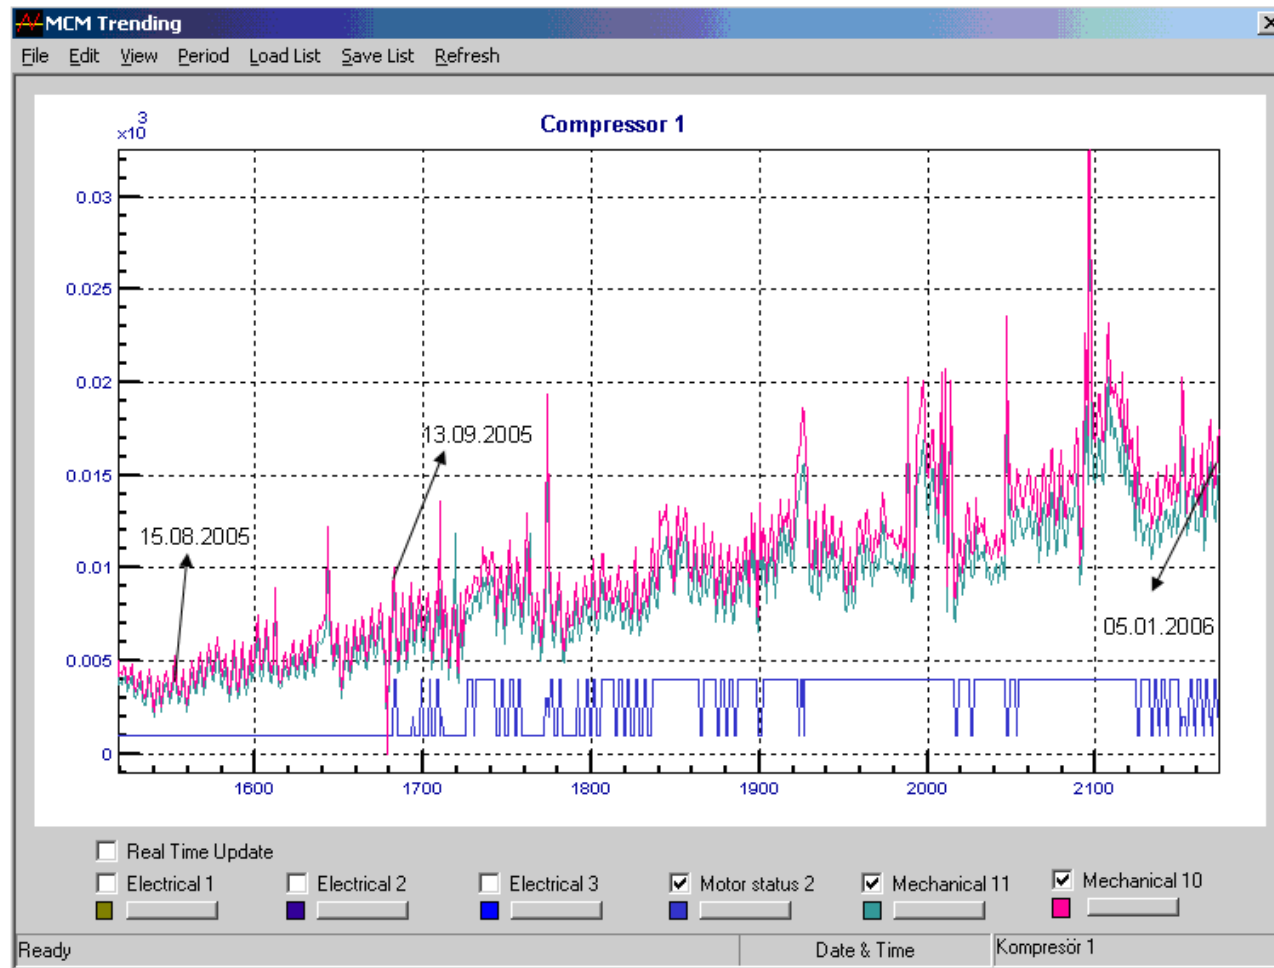 MCM Trending
File Edit View Period Load List Save List Refresh
Compressor 1
×10 3
0.03
0.025
0.02
0.015
0.01
0.005
0
13.09.2005
15.08.2005
05.01.2006
1600 1700 1800 1900 2000 2100
Real Time Update
Electrical 1 Electrical 2 Electrical 3 Motor status 2 Mechanical 11 Mechanical 10
Ready Date & Time Kompresör 1